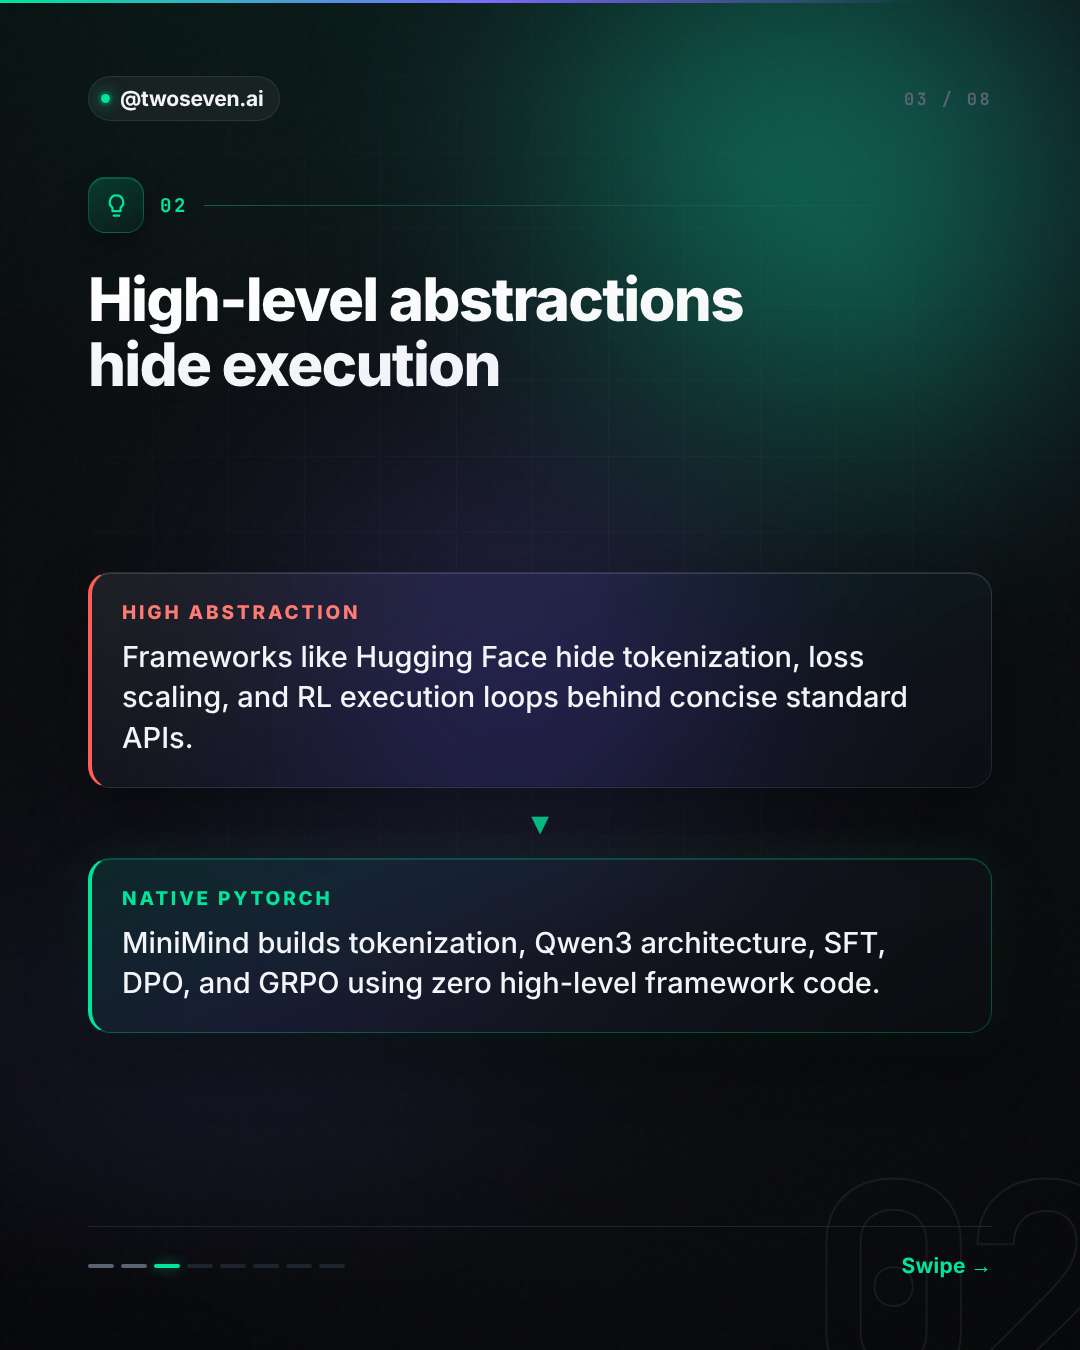 @twoseven.ai
03 / 08
02
High-level abstractions
hide execution
HIGH ABSTRACTION
Frameworks like Hugging Face hide tokenization, loss
scaling, and RL execution loops behind concise standard
APIs.
▼
NATIVE PYTORCH
MiniMind builds tokenization, Qwen3 architecture, SFT,
DPO, and GRPO using zero high-level framework code.
02
Swipe →